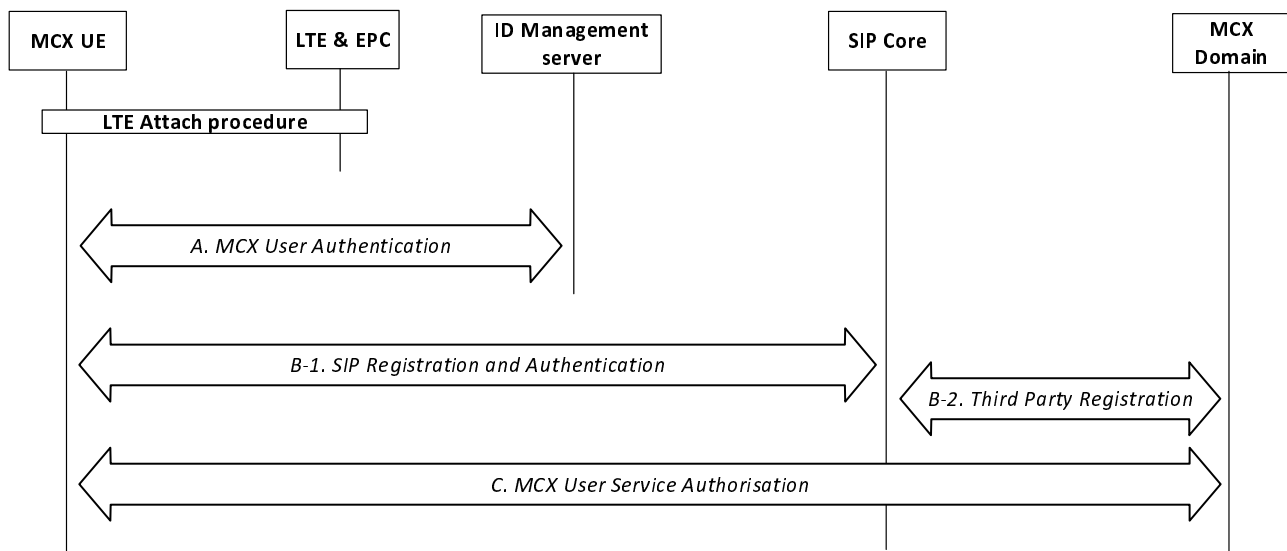 MCX UE
LTE & EPC
ID Management
server
SIP Core
MCX
Domain
LTE Attach procedure
A. MCX User Authentication
B-1. SIP Registration and Authentication
B-2. Third Party Registration
C. MCX User Service Authorisation